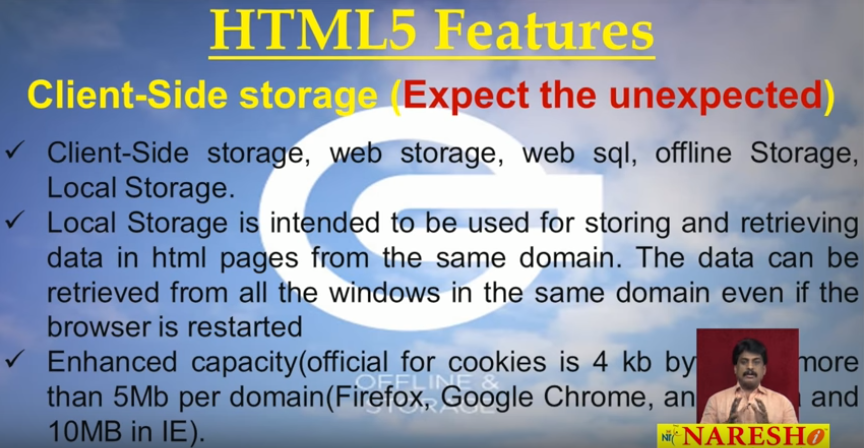 HTML5 Features
Client-Side storage (Expect the unexpected)
✓ Client-Side storage, web storage, web sql, offline Storage,
Local Storage.
✓ Local Storage is intended to be used for storing and retrieving
data in html pages from the same domain. The data can be
retrieved from all the windows in the same domain even if the
browser is restarted
✓ Enhanced capacity(official for cookies is 4 kb by more
than 5Mb per domain(Firefox, Google Chrome, and
10MB in IE).
OFFLINE &
STORAGE
NARESH i